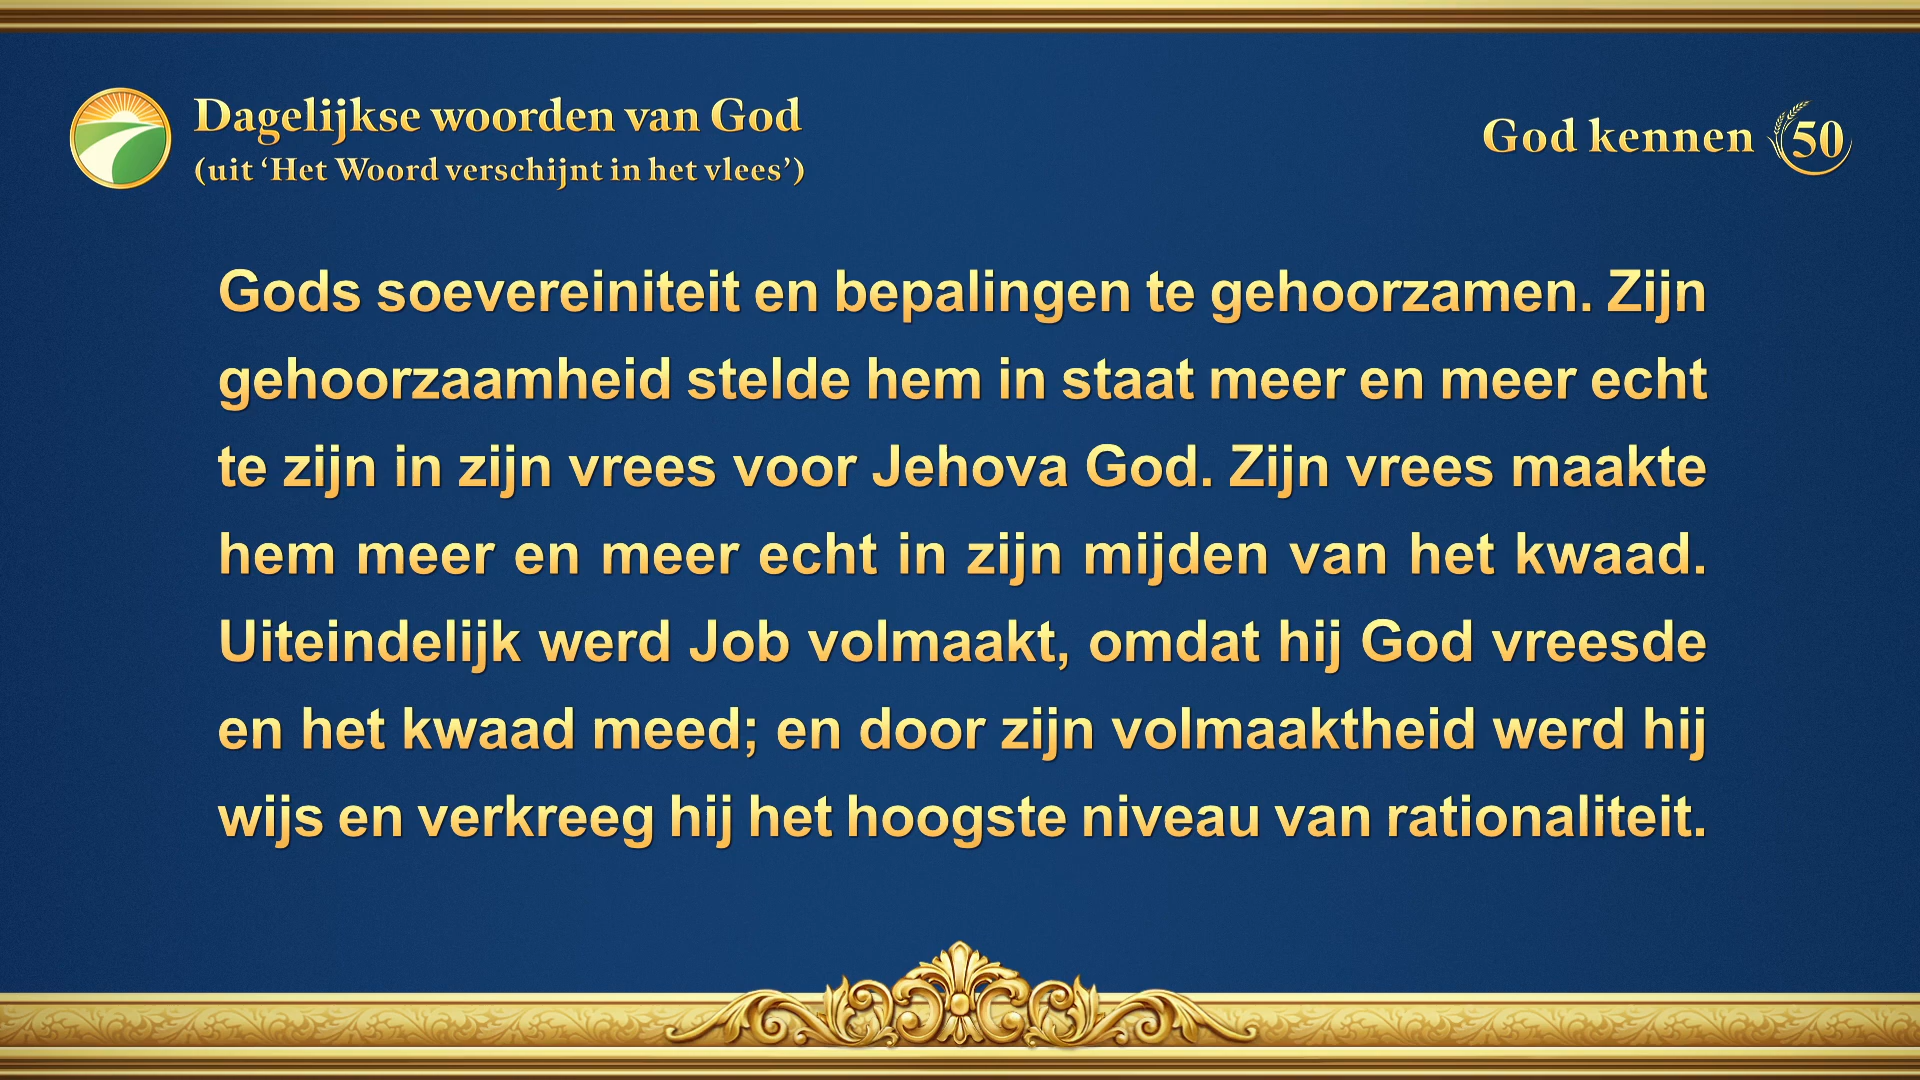 Dagelijkse woorden van God
(uit ‘Het Woord verschijnt in het vlees’)
God kennen 50
Gods soevereiniteit en bepalingen te gehoorzamen. Zijn
gehoorzaamheid stelde hem in staat meer en meer echt
te zijn in zijn vrees voor Jehova God. Zijn vrees maakte
hem meer en meer echt in zijn mijden van het kwaad.
Uiteindelijk werd Job volmaakt, omdat hij God vreesde
en het kwaad meed; en door zijn volmaaktheid werd hij
wijs en verkreeg hij het hoogste niveau van rationaliteit.